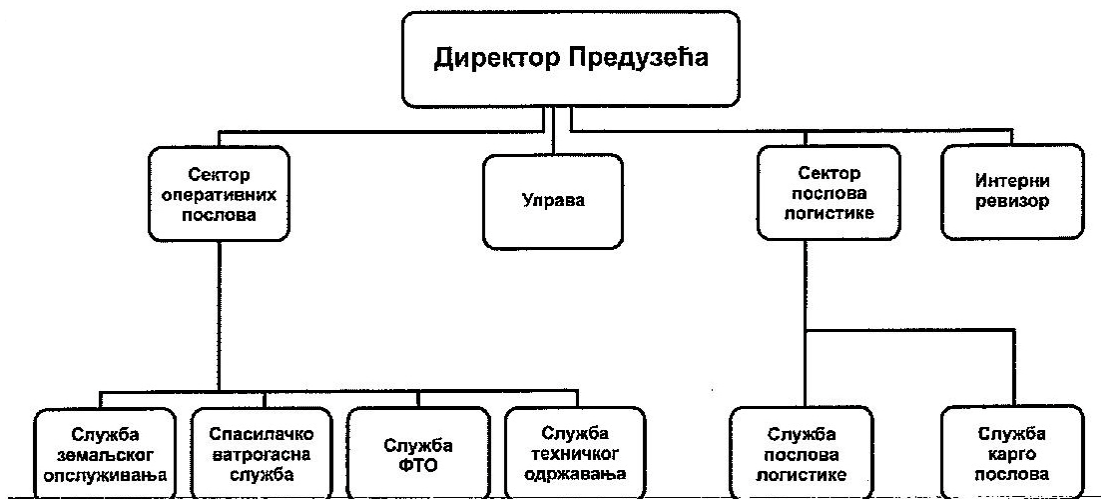 Директор Предузећа
Сектор
оперативних
послова
Улрава
Сектор
послова
логистике
Интерни
ревизор
Служба
земаљског
опслуживања
Спасилачко
ватрогасна
служба
Служба
ФТО
Служба
техничког
одржавања
Служба
послова
логистике
Служба
карго
послова